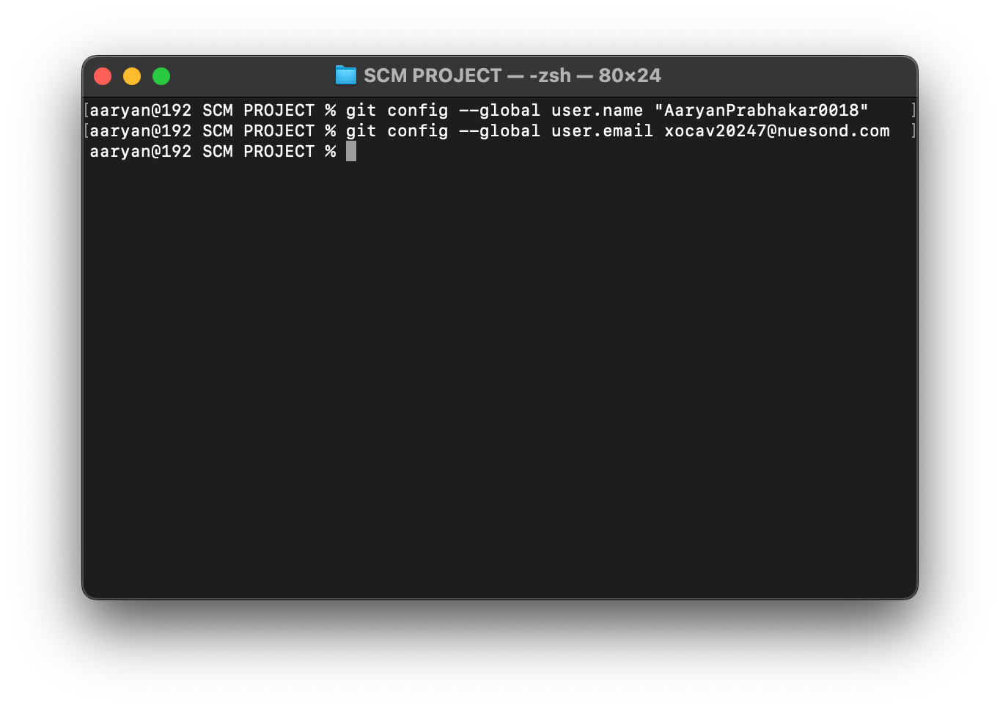 SCM PROJECT — -zsh — 80×24
[aaryan@192 SCM PROJECT % git config --global user.name "AaryanPrabhakar0018" ]
[aaryan@192 SCM PROJECT % git config --global user.email xocav20247@nuesond.com ]
aaryan@192 SCM PROJECT %